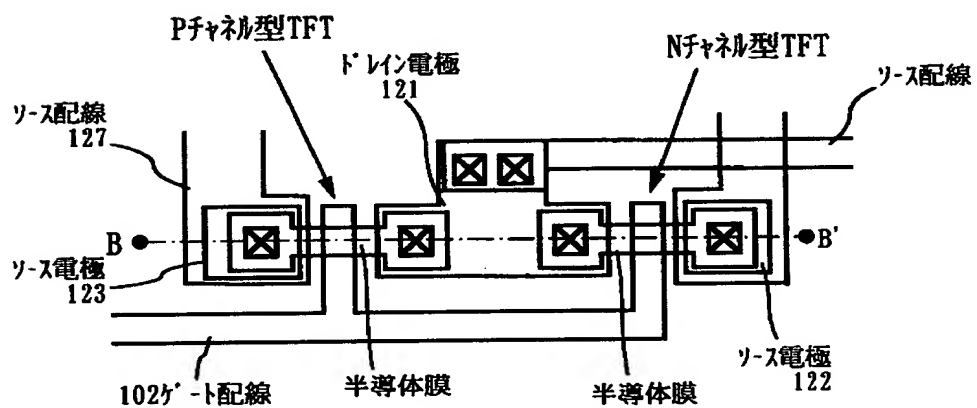 Pチャネル型TFT
Nチャネル型TFT
ドレイン電極
121
ソース配線
ソース配線
127
B
B'
ソース電極
123
ソース電極
122
102ゲート配線
半導体膜
半導体膜